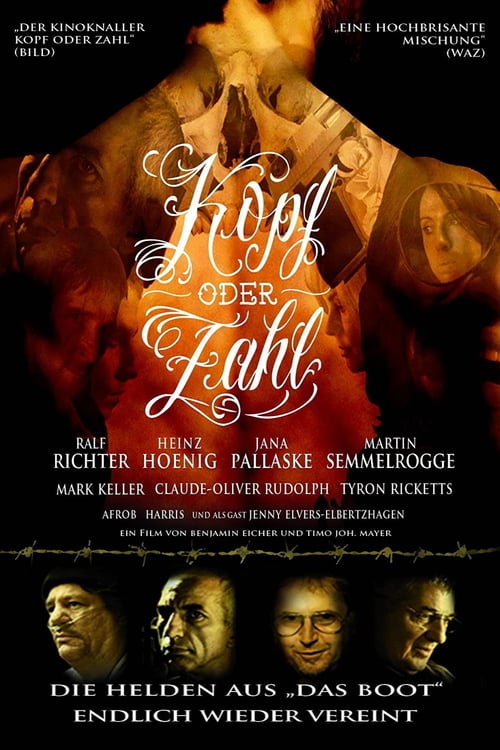 „DER KINOKNALLER
KOPF ODER ZAHL"
(BILD)
„EINE HOCHBRISANTE
MISCHUNG"
(WAZ)
Kopf
ODER
Zahl
RALF RICHTER
HEINZ HOENIG
JANA PALLASKE
MARTIN SEMMELROGGE
MARK KELLER CLAUDE-OLIVER RUDOLPH TYRON RICKETTS
AFROB HARRIS UND ALS GAST JENNY ELVERS-ELBERTZHAGEN
EIN FILM VON BENJAMIN EICHER UND TIMO JOH. MAYER
DIE HELDEN AUS „DAS BOOT"
ENDLICH WIEDER VEREINT